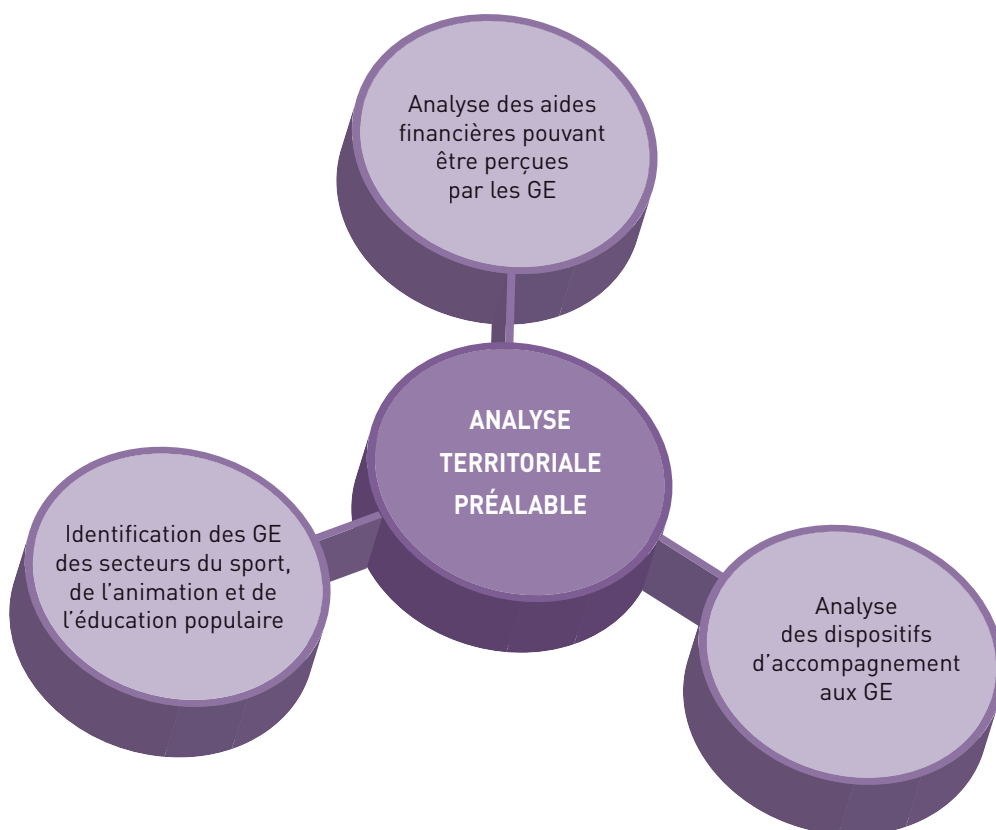 Analyse des aides
financières pouvant
être perçues
par les GE
ANALYSE
TERRITORIALE
PRÉALABLE
Identification des GE
des secteurs du sport,
de l’animation et de
l’éducation populaire
Analyse
des dispositifs
d’accompagnement
aux GE